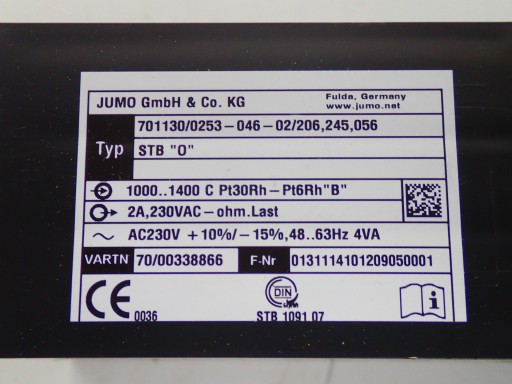 JUMO GmbH & Co. KG
Fulda, Germany
www.jumo.net
Typ
701130/0253-046-02/206,245,056
STB "O"
1000..1400 C Pt30Rh-Pt6Rh"B"
2A,230VAC-ohm.Last
AC230V +10%/-15%,48..63Hz 4VA
VARTN 70/00338866 F-Nr 0131114101209050001
CE 0036
DIN
STB 1091 07
i